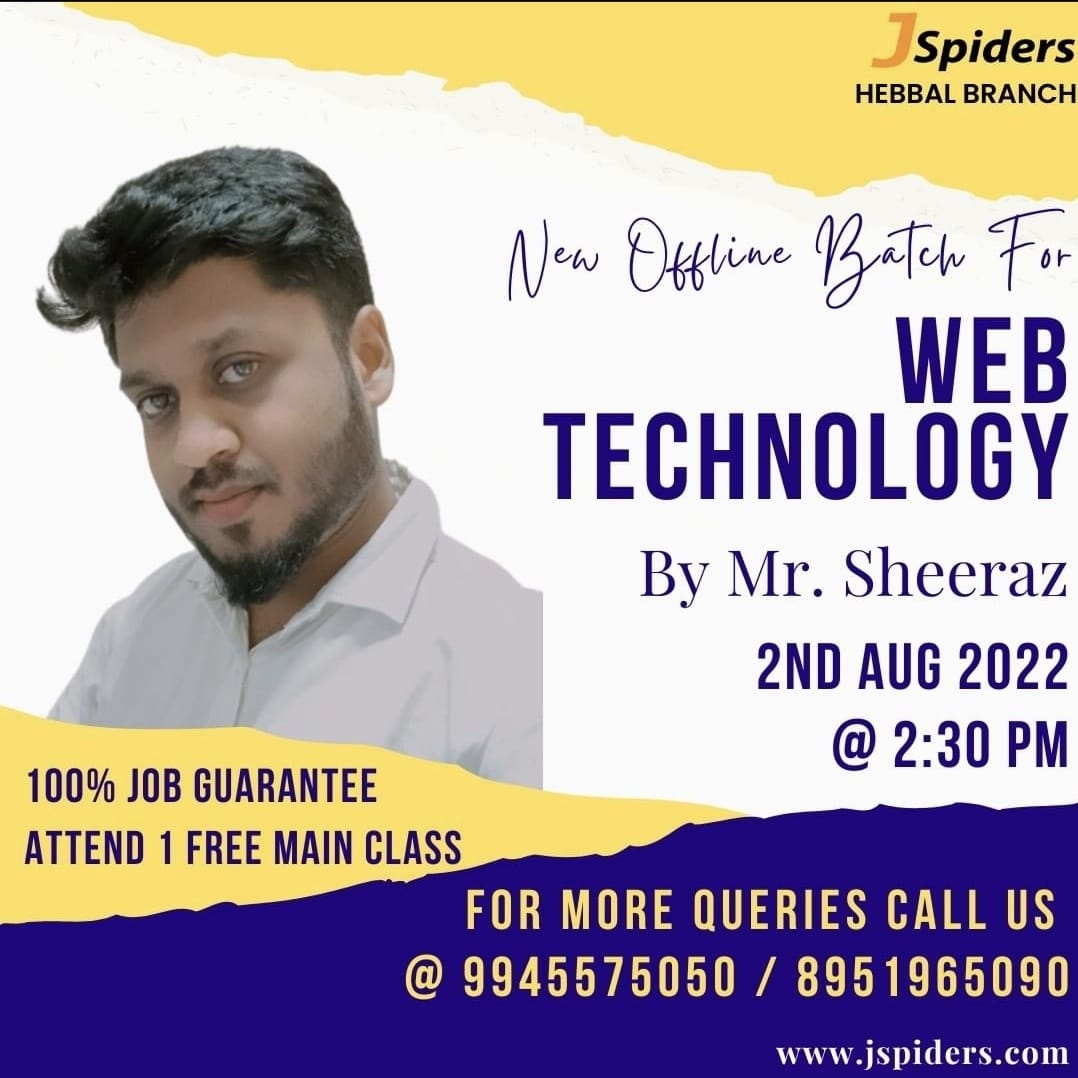 JSpiders
HEBBAL BRANCH
New Offline Batch For
WEB
TECHNOLOGY
By Mr. Sheeraz
2ND AUG 2022
@ 2:30 PM
100% JOB GUARANTEE
ATTEND 1 FREE MAIN CLASS
FOR MORE QUERIES CALL US
@ 9945575050 / 8951965090
www.jspiders.com